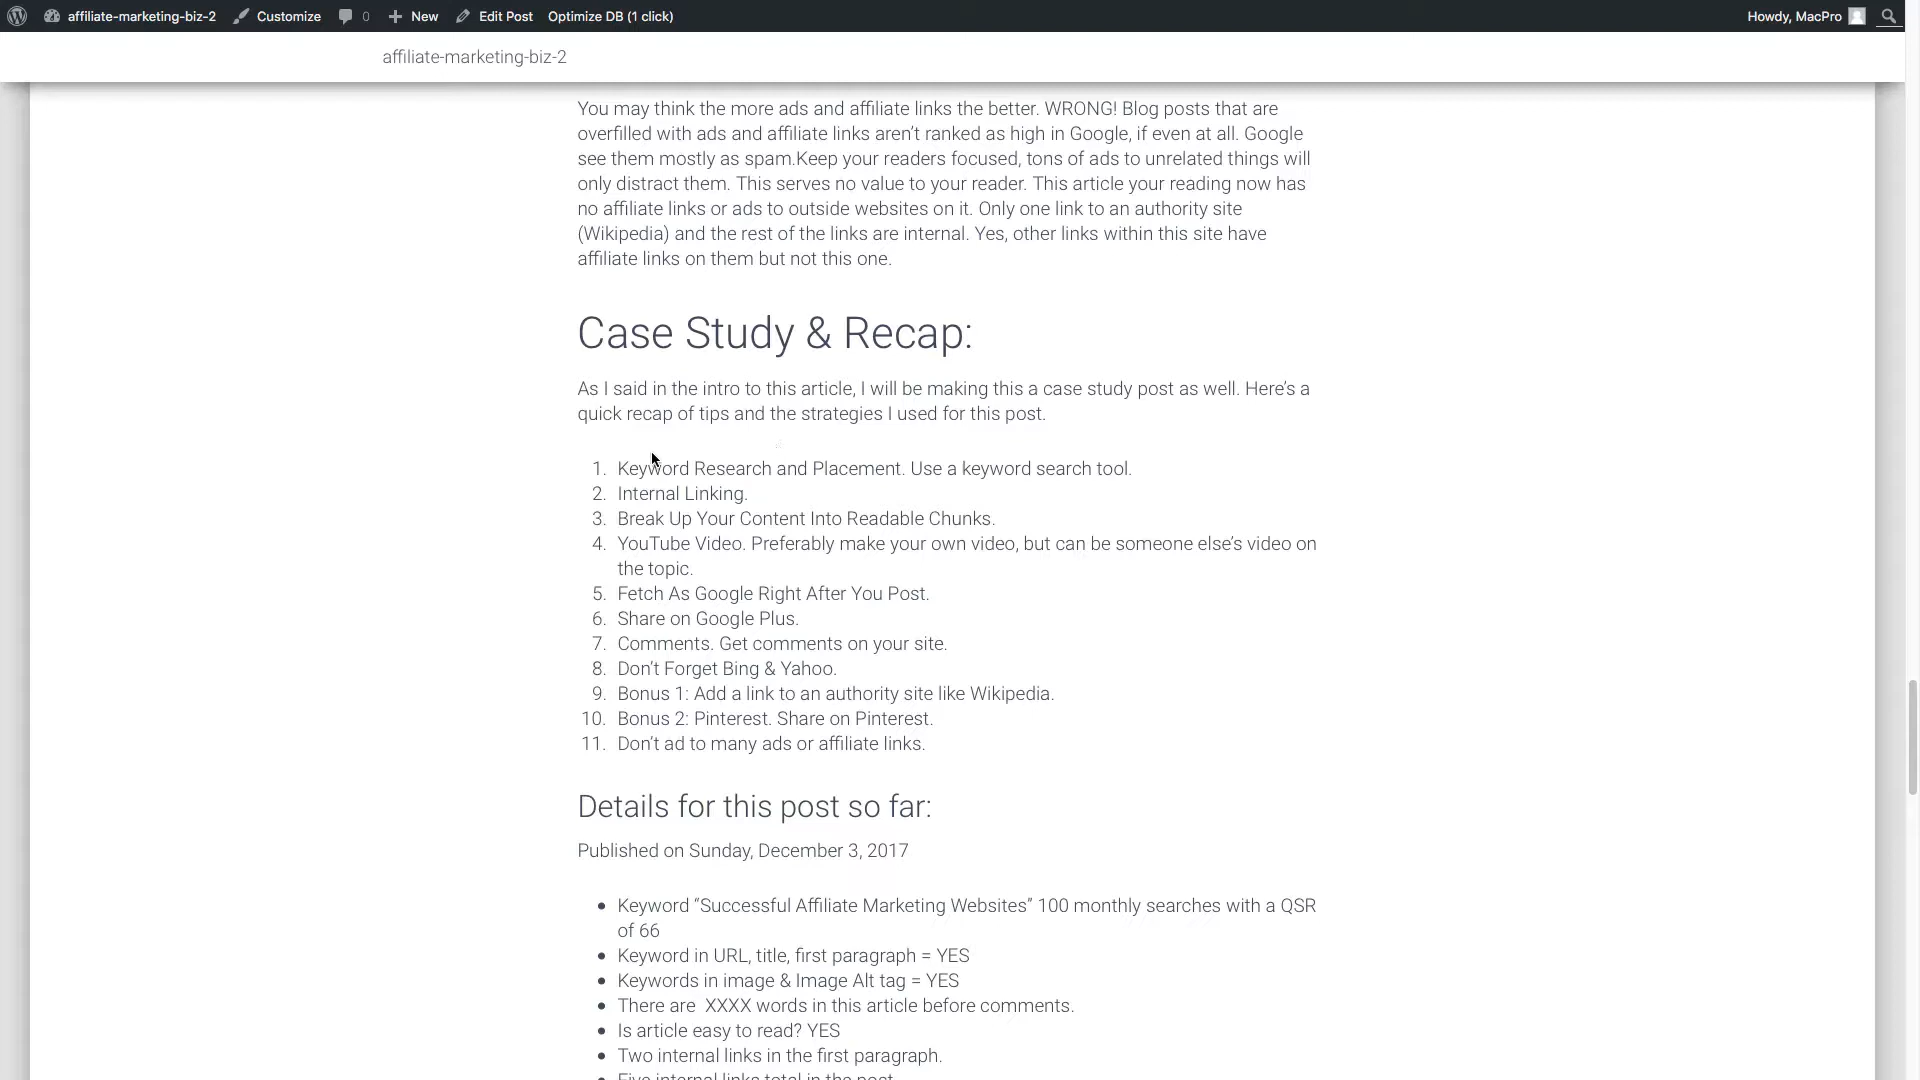 affiliate-marketing-biz-2 Customize 0 New Edit Post Optimize DB (1 click) Howdy, MacPro
affiliate-marketing-biz-2
You may think the more ads and affiliate links the better. WRONG! Blog posts that are
overfilled with ads and affiliate links aren’t ranked as high in Google, if even at all. Google
see them mostly as spam.Keep your readers focused, tons of ads to unrelated things will
only distract them. This serves no value to your reader. This article your reading now has
no affiliate links or ads to outside websites on it. Only one link to an authority site
(Wikipedia) and the rest of the links are internal. Yes, other links within this site have
affiliate links on them but not this one.
Case Study & Recap:
As I said in the intro to this article, I will be making this a case study post as well. Here’s a
quick recap of tips and the strategies I used for this post.
1. Keyword Research and Placement. Use a keyword search tool.
2. Internal Linking.
3. Break Up Your Content Into Readable Chunks.
4. YouTube Video. Preferably make your own video, but can be someone else’s video on
the topic.
5. Fetch As Google Right After You Post.
6. Share on Google Plus.
7. Comments. Get comments on your site.
8. Don’t Forget Bing & Yahoo.
9. Bonus 1: Add a link to an authority site like Wikipedia.
10. Bonus 2: Pinterest. Share on Pinterest.
11. Don’t ad to many ads or affiliate links.
Details for this post so far:
Published on Sunday, December 3, 2017
• Keyword “Successful Affiliate Marketing Websites” 100 monthly searches with a QSR
of 66
• Keyword in URL, title, first paragraph = YES
• Keywords in image & Image Alt tag = YES
• There are XXXX words in this article before comments.
• Is article easy to read? YES
• Two internal links in the first paragraph.
• Five internal links total in the post